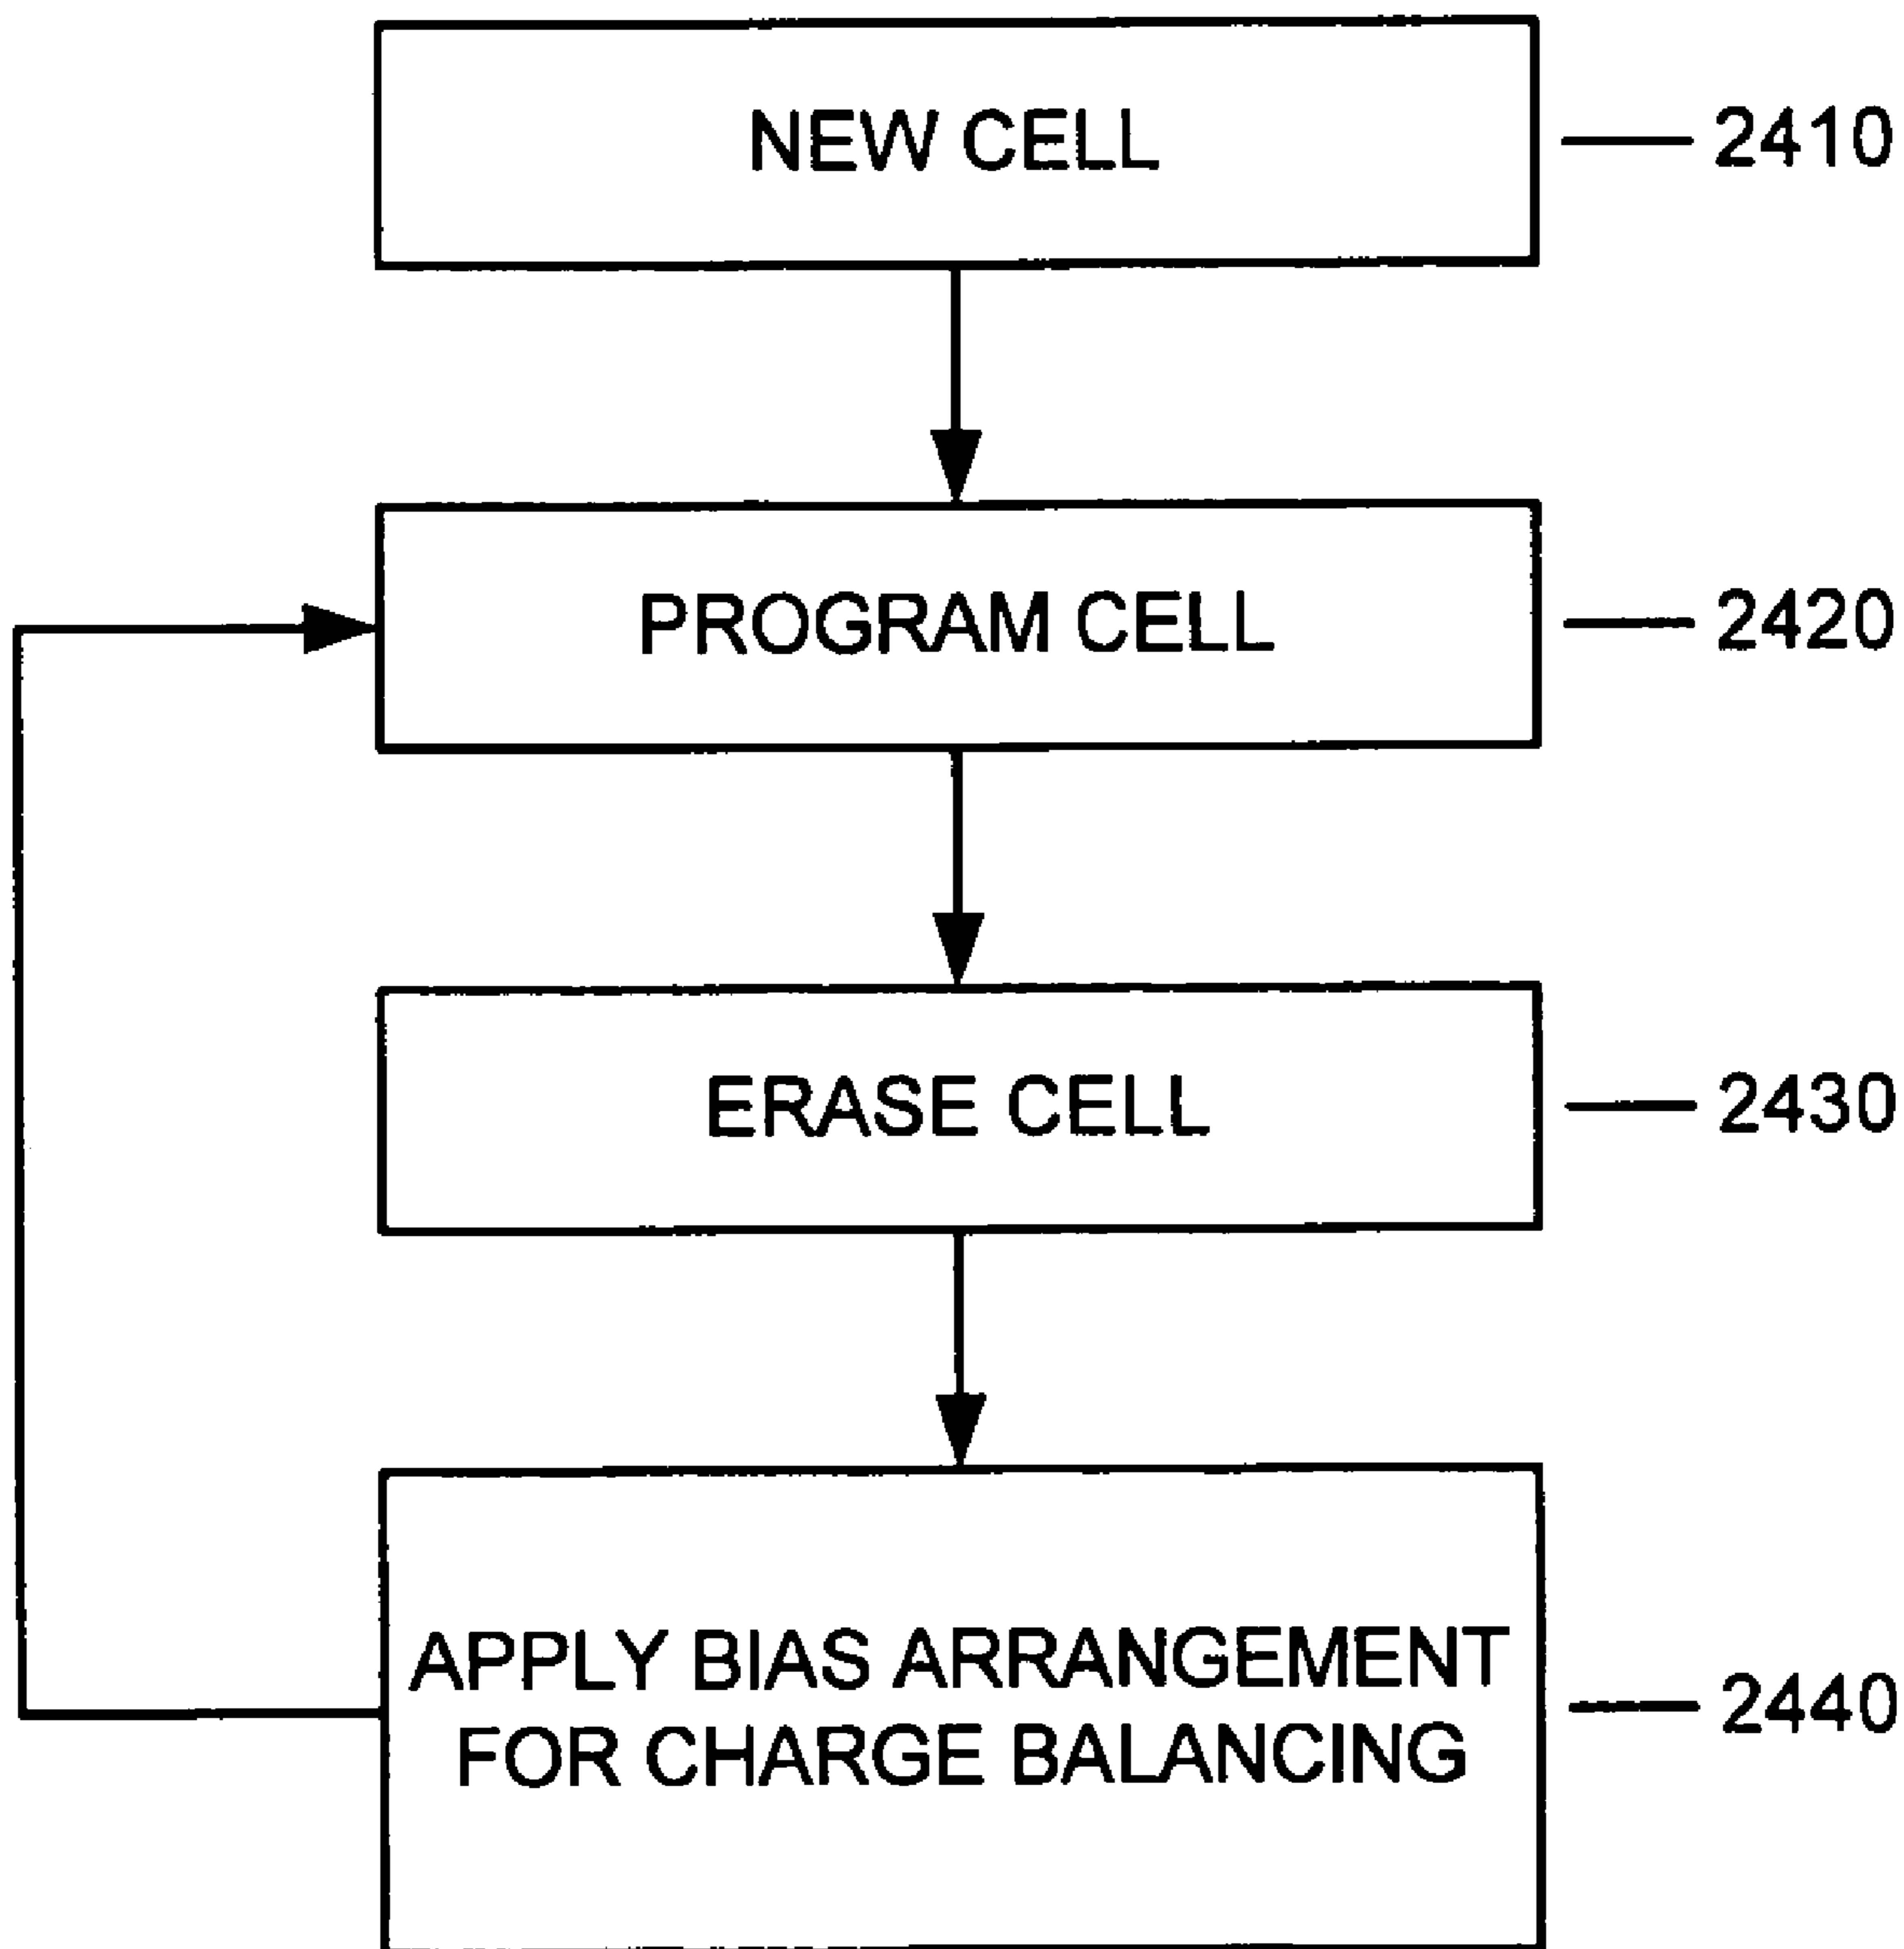 NEW CELL
2410
PROGRAM CELL
2420
ERASE CELL
2430
APPLY BIAS ARRANGEMENT
FOR CHARGE BALANCING
2440